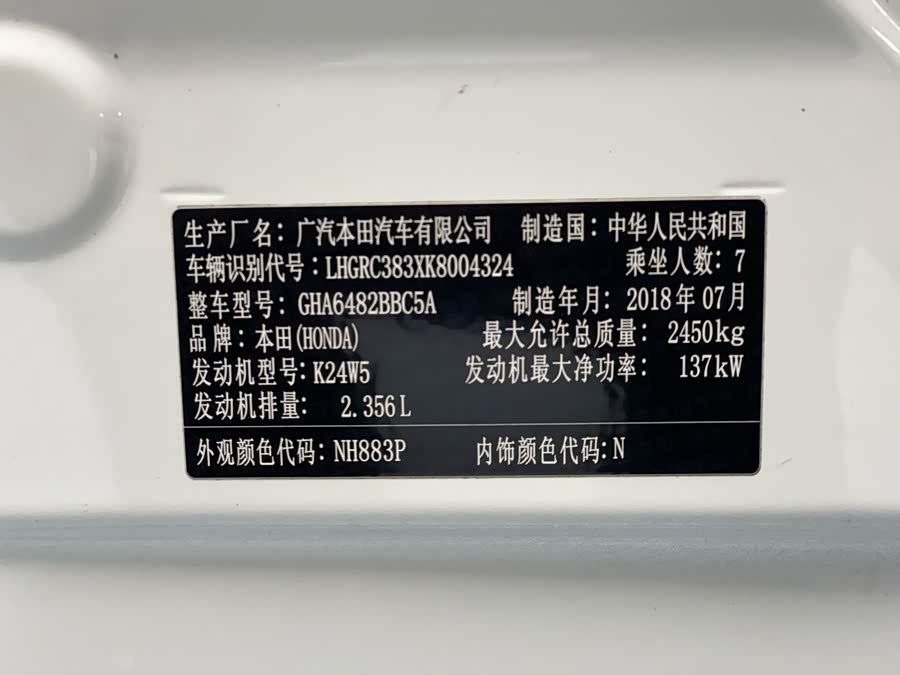 生产厂名：广汽本田汽车有限公司 制造国：中华人民共和国
车辆识别代号：LHGRC383XK8004324 乘坐人数：7
整车型号：GHA6482BBC5A 制造年月：2018年07月
品牌：本田(HONDA) 最大允许总质量：2450kg
发动机型号：K24W5 发动机最大净功率：137kW
发动机排量：2.356L
外观颜色代码：NH883P 内饰颜色代码：N